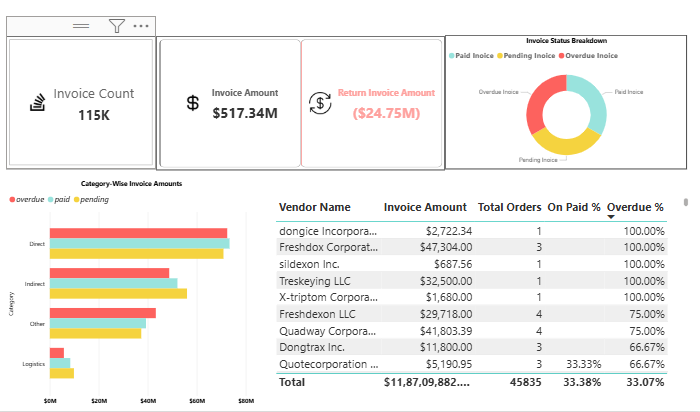 Invoice Count
115K
Invoice Amount
$517.34M
Return Invoice Amount
($24.75M)
Invoice Status Breakdown
Paid Inoice Pending Inoice Overdue Inoice
Overdue Inoice
Paid Inoice
Pending Inoice
Category-Wise Invoice Amounts
overdue paid pending
Category
Direct
Indirect
Other
Logistics
$0M $20M $40M $60M $80M
Vendor Name Invoice Amount Total Orders On Paid % Overdue %
dongice Incorpora... $2,722.34 1 100.00%
Freshdox Corporat... $47,304.00 3 100.00%
sildexon Inc. $687.56 1 100.00%
Treskeying LLC $32,500.00 1 100.00%
X-triptom Corpora... $1,680.00 1 100.00%
Freshdexon LLC $29,718.00 4 75.00%
Quadway Corpora... $41,803.39 4 75.00%
Dongtrax Inc. $11,800.00 3 66.67%
Quotecorporation ... $5,190.95 3 33.33% 66.67%
Total $11,87,09,882.... 45835 33.38% 33.07%